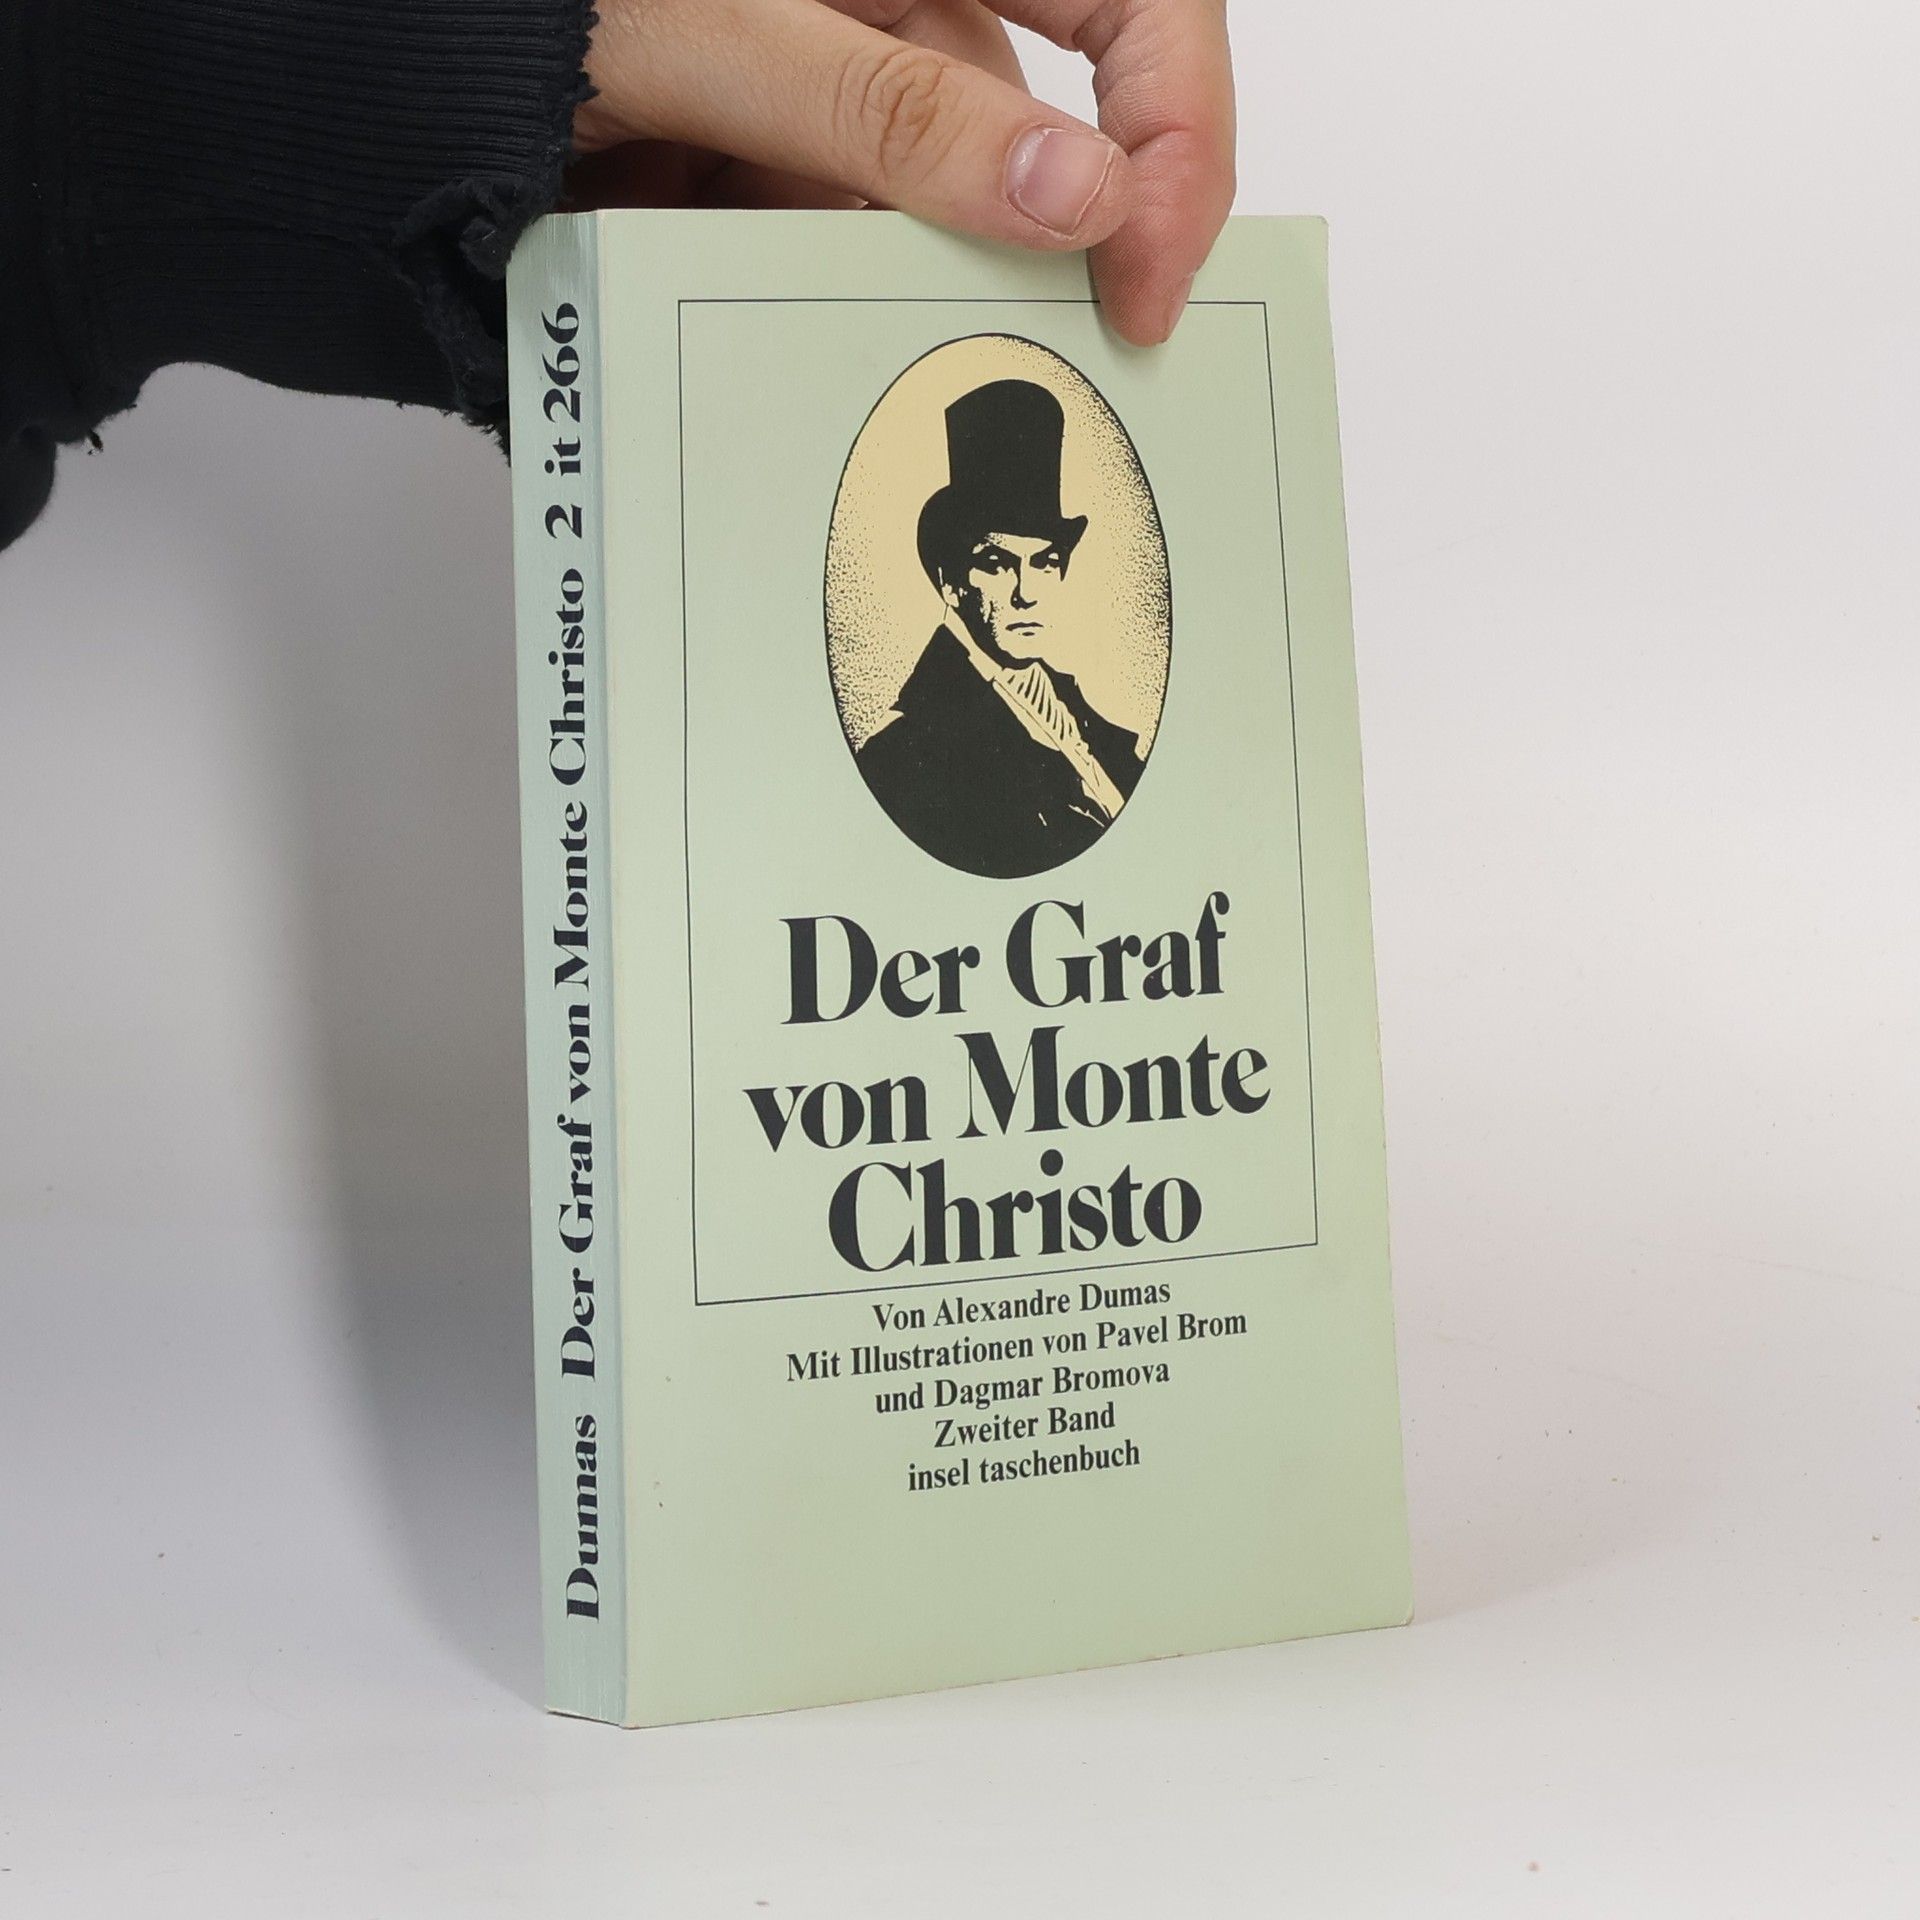 Dumas Der Graf von Monte Christo 2 it 266
Der Graf
von Monte
Christo
Von Alexandre Dumas
Mit Illustrationen von Pavel Brom
und Dagmar Bromova
Zweiter Band
insel taschenbuch